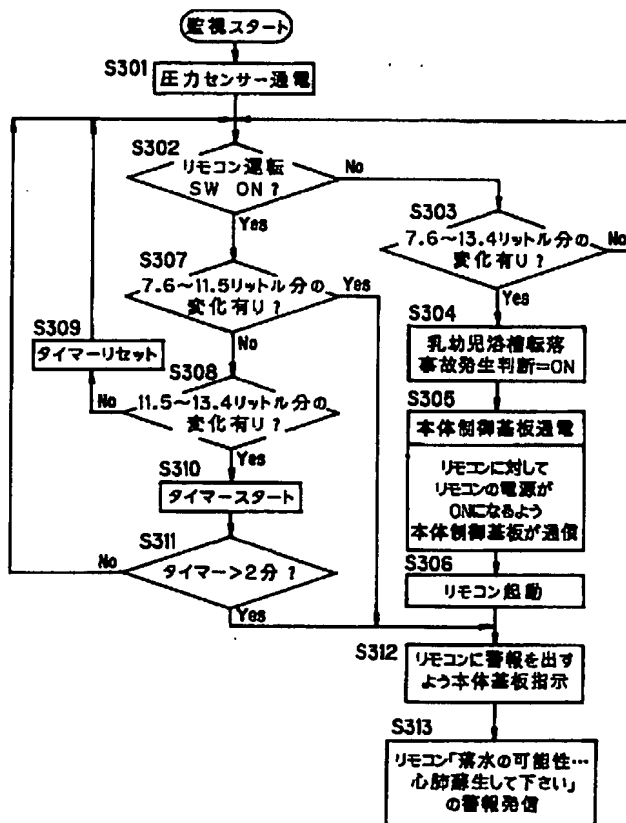 監視スタート
S301
圧力センサー通電
S302
リモコン運転
SW ON?
No
Yes
S303
7.6~13.4リットル分の
変化有り?
No
Yes
S307
7.6~11.5リットル分の
変化有り?
Yes
No
S304
乳幼児浴槽転落
事故発生判断=ON
S309
タイマーリセット
S308
11.5~13.4リットル分の
変化有り?
No
Yes
S305
本体制御基板通電
リモコンに対して
リモコンの電源が
ONになるよう
本体制御基板が通信
S310
タイマースタート
S311
タイマー>2分?
No
Yes
S306
リモコン起動
S312
リモコンに警報を出す
よう本体基板指示
S313
リモコン「落水の可能性…
心肺蘇生して下さい」
の警報発信